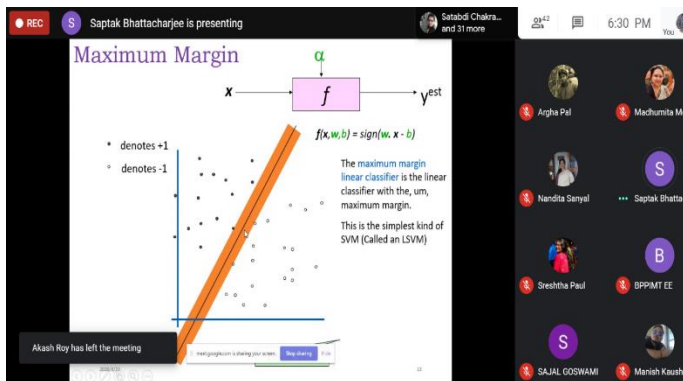 REC
S
Saptak Bhattacharjee is presenting
Satabdi Chakra...
and 31 more
42
6:30 PM
You
Maximum Margin
α
x
f
yest
f(x,w,b) = sign(w. x - b)
denotes +1
denotes -1
The maximum margin
linear classifier is the linear
classifier with the, um,
maximum margin.
This is the simplest kind of
SVM (Called an LSVM)
Argha Pal
Madhumita M
Nandita Sanyal
S
Saptak Bhatta
Sreshtha Paul
B
BPPIMT EE
S
SAJAL GOSWAMI
Manish Kaush
Akash Roy has left the meeting
meet.google.com is sharing your screen.
Stop sharing
Hide